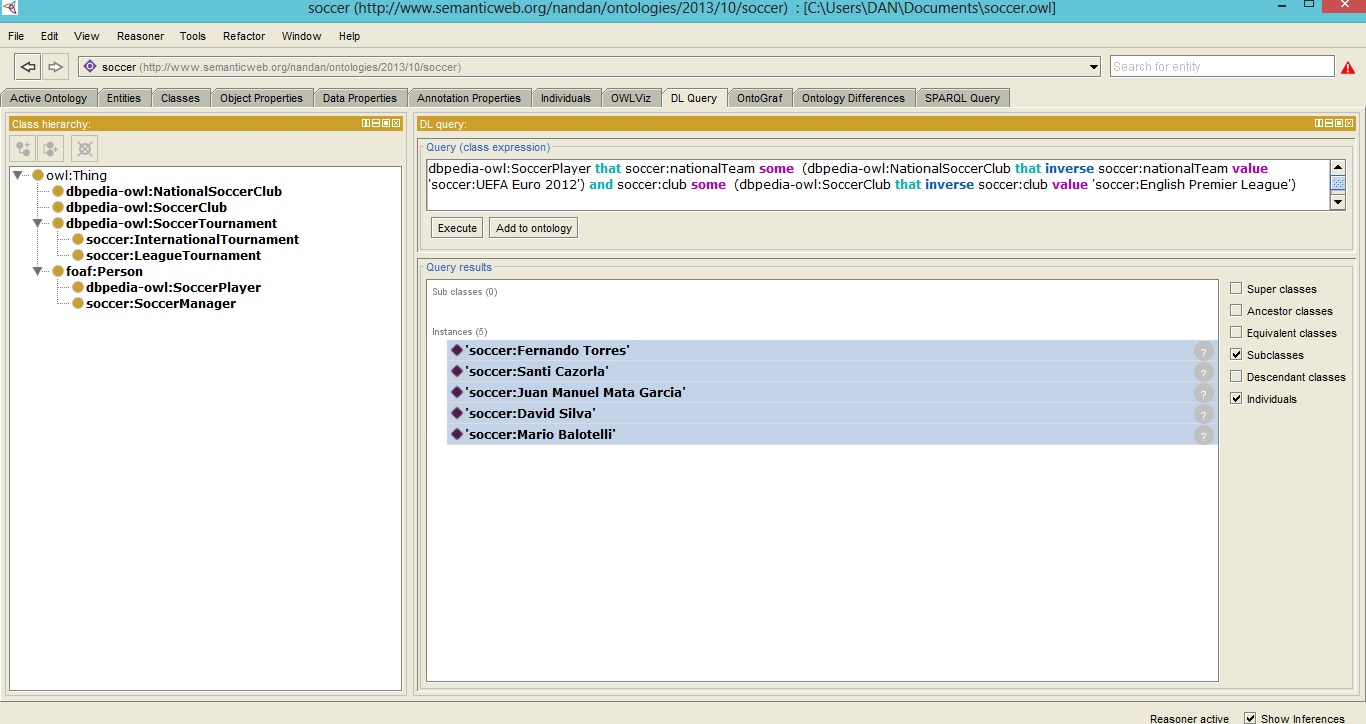 soccer (http://www.semanticweb.org/nandan/ontologies/2013/10/soccer) : [C:\Users\DAN\Documents\soccer.owl]
File Edit View Reasoner Tools Refactor Window Help
soccer (http://www.semanticweb.org/nandan/ontologies/2013/10/soccer)
Search for entity
Active Ontology Entities Classes Object Properties Data Properties Annotation Properties Individuals OWLViz DL Query OntoGraf Ontology Differences SPARQL Query
Class hierarchy:
owl:Thing
dbpedia-owl:NationalSoccerClub
dbpedia-owl:SoccerClub
dbpedia-owl:SoccerTournament
soccer:InternationalTournament
soccer:LeagueTournament
foaf:Person
dbpedia-owl:SoccerPlayer
soccer:SoccerManager
DL query:
Query (class expression)
dbpedia-owl:SoccerPlayer that soccer:nationalTeam some (dbpedia-owl:NationalSoccerClub that inverse soccer:nationalTeam value
'soccer:UEFA Euro 2012') and soccer:club some (dbpedia-owl:SoccerClub that inverse soccer:club value 'soccer:English Premier League')
Execute Add to ontology
Query results
Sub classes (0)
Instances (5)
'soccer:Fernando Torres' ?
'soccer:Santi Cazorla' ?
'soccer:Juan Manuel Mata Garcia' ?
'soccer:David Silva' ?
'soccer:Mario Balotelli' ?
Super classes
Ancestor classes
Equivalent classes
Subclasses
Descendant classes
Individuals
Reasoner active Show Inferences